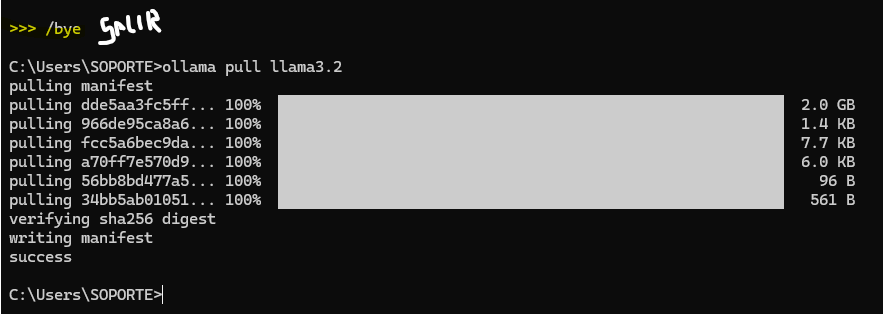 >>> /bye SALIR
C:\Users\SOPORTE>ollama pull llama3.2
pulling manifest
pulling dde5aa3fc5ff... 100% 2.0 GB
pulling 966de95ca8a6... 100% 1.4 KB
pulling fcc5a6bec9da... 100% 7.7 KB
pulling a70ff7e570d9... 100% 6.0 KB
pulling 56bb8bd477a5... 100% 96 B
pulling 34bb5ab01051... 100% 561 B
verifying sha256 digest
writing manifest
success
C:\Users\SOPORTE>